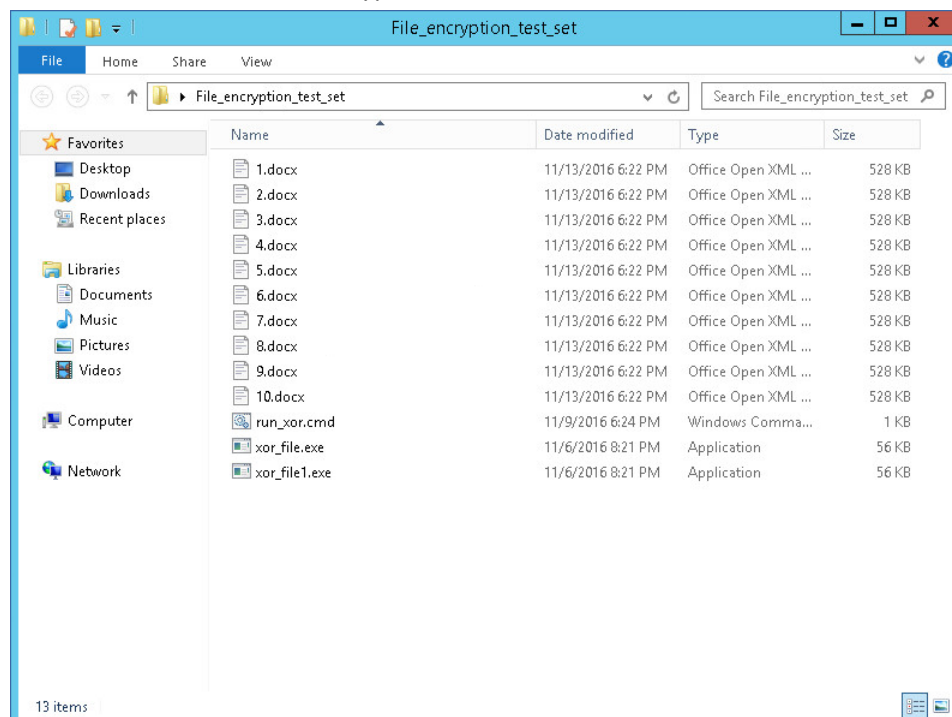 File_encryption_test_set
File Home Share View
File_encryption_test_set Search File_encryption_test_set
Favorites
Desktop
Downloads
Recent places
Libraries
Documents
Music
Pictures
Videos
Computer
Network
Name Date modified Type Size
1.docx 11/13/2016 6:22 PM Office Open XML ... 528 KB
2.docx 11/13/2016 6:22 PM Office Open XML ... 528 KB
3.docx 11/13/2016 6:22 PM Office Open XML ... 528 KB
4.docx 11/13/2016 6:22 PM Office Open XML ... 528 KB
5.docx 11/13/2016 6:22 PM Office Open XML ... 528 KB
6.docx 11/13/2016 6:22 PM Office Open XML ... 528 KB
7.docx 11/13/2016 6:22 PM Office Open XML ... 528 KB
8.docx 11/13/2016 6:22 PM Office Open XML ... 528 KB
9.docx 11/13/2016 6:22 PM Office Open XML ... 528 KB
10.docx 11/13/2016 6:22 PM Office Open XML ... 528 KB
run_xor.cmd 11/9/2016 6:24 PM Windows Comma... 1 KB
xor_file.exe 11/6/2016 8:21 PM Application 56 KB
xor_file1.exe 11/6/2016 8:21 PM Application 56 KB
13 items